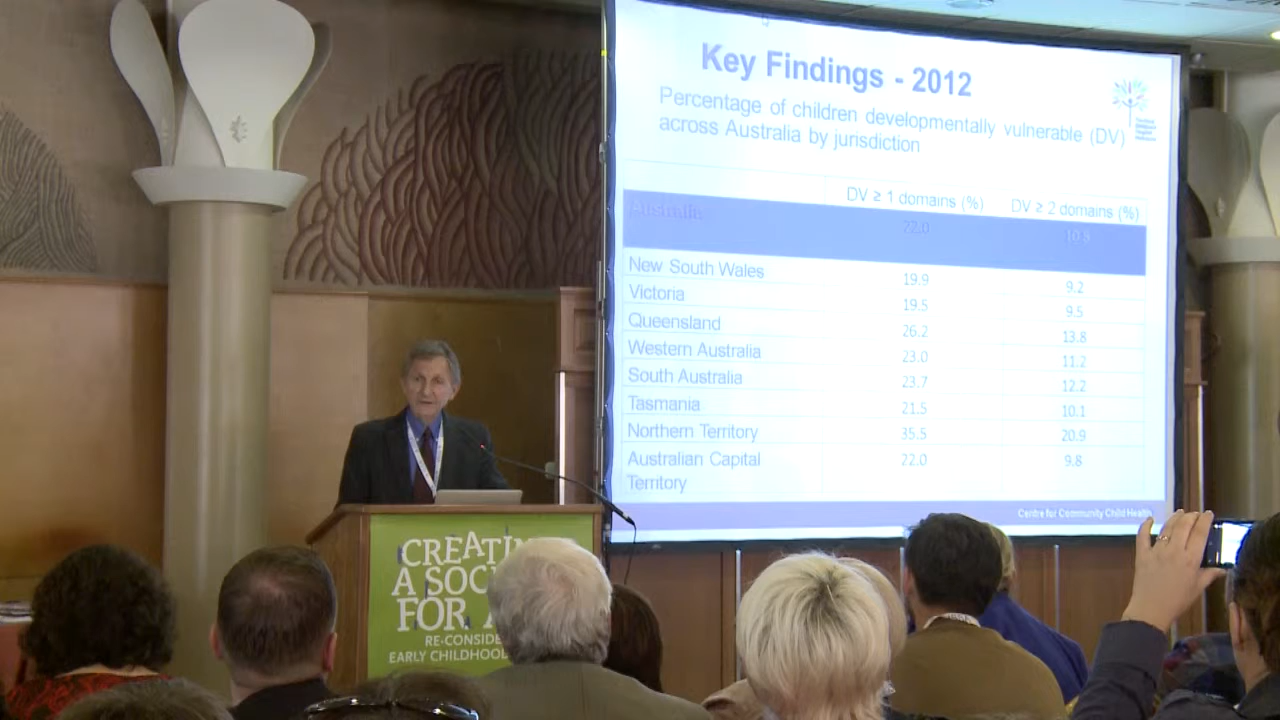 Key Findings - 2012
Percentage of children developmentally vulnerable (DV)
across Australia by jurisdiction
DV ≥ 1 domains (%) DV ≥ 2 domains (%)
Australia 22.0 10.8
New South Wales 19.9 9.2
Victoria 19.5 9.5
Queensland 26.2 13.8
Western Australia 23.0 11.2
South Australia 23.7 12.2
Tasmania 21.5 10.1
Northern Territory 35.5 20.9
Australian Capital 22.0 9.8
Territory
Centre for Community Child Health
CREATIN
A SOC
FOR A
RE-CONSIDE
EARLY CHILDHOO